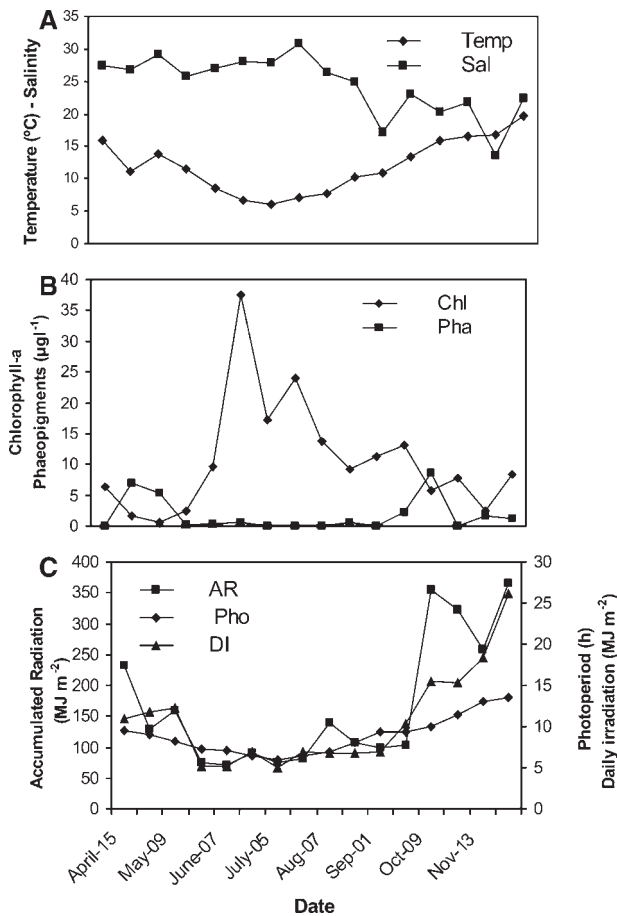 A
Temperature (°C) - Salinity
35
30
25
20
15
10
5
0
Temp
Sal
B
Chlorophyll-a
Phaeopigments (µgl⁻¹)
40
35
30
25
20
15
10
5
0
Chl
Pha
C
Accumulated Radiation
(MJ m⁻²)
400
350
300
250
200
150
100
50
0
AR
Pho
DI
30
25
20
15
10
5
0
Photoperiod (h)
Daily irradiation (MJ m⁻²)
April-15
May-09
June-07
July-05
Aug-07
Sep-01
Oct-09
Nov-13
Date